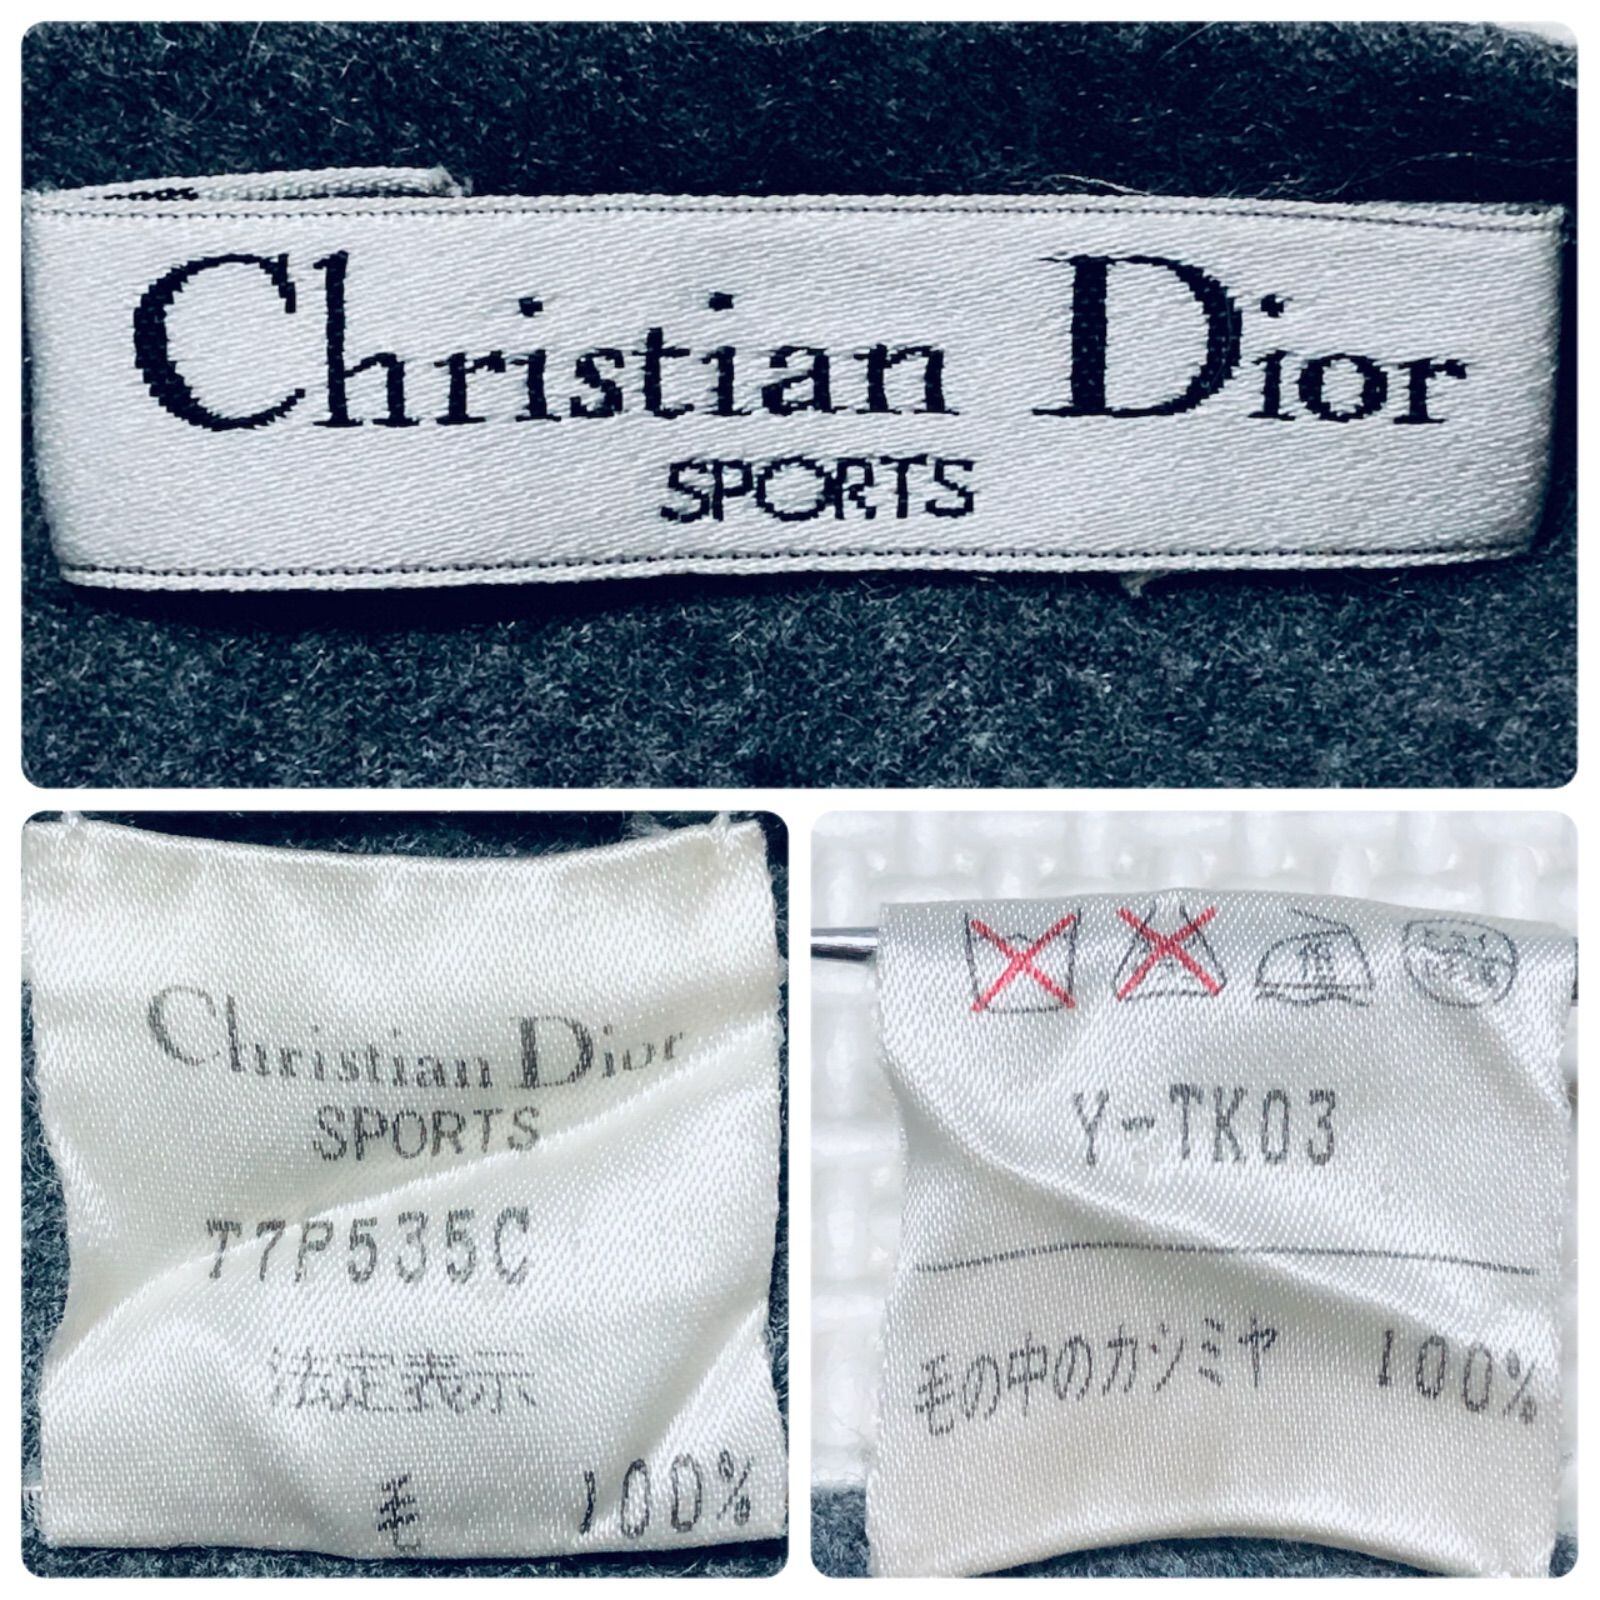 Christian Dior
SPORTS
Christian Dior
SPORTS
T7P535C
法定表示
毛 100%
Y-TK03
毛の中のカシミヤ 100%